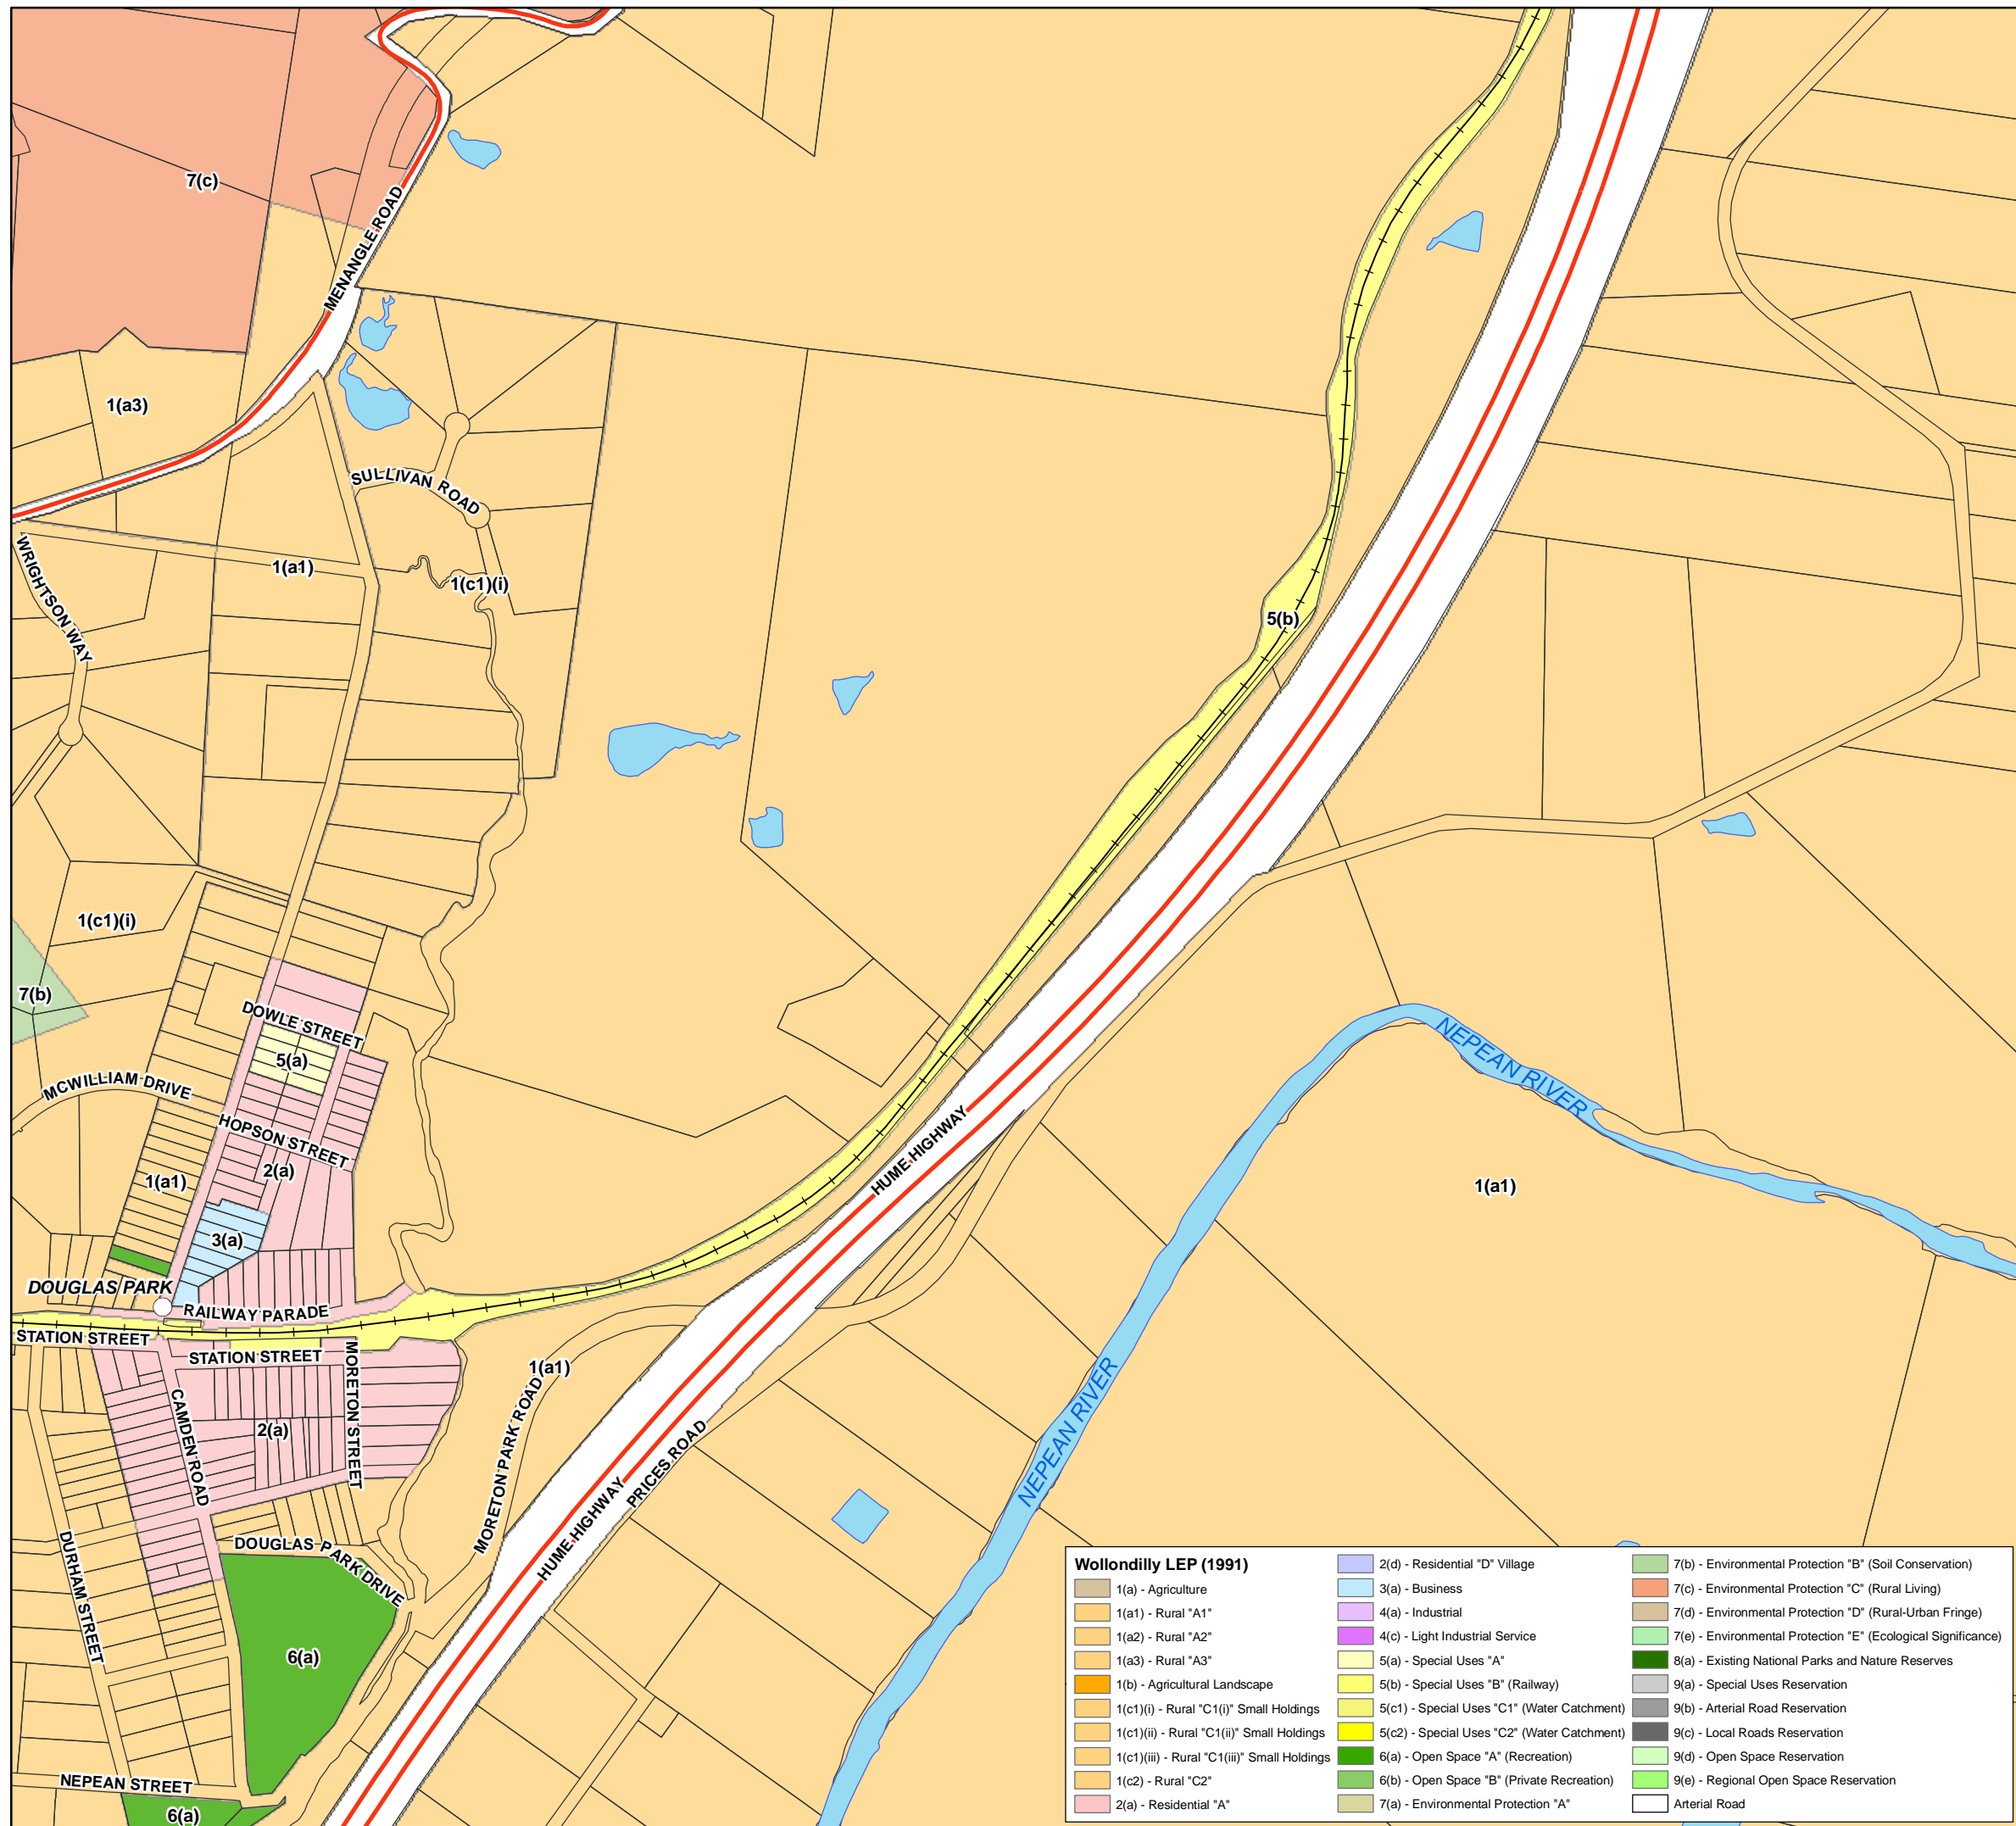 7(c)
MENANGLE ROAD
1(a3)
SULLIVAN ROAD
WRIGHTSON WAY
1(a1)
1(c1)(i)
5(b)
1(c1)(i)
7(b)
DOWLE STREET
5(a)
MCWILLIAM DRIVE
HOPSON STREET
2(a)
1(a1)
3(a)
HUME HIGHWAY
NEPEAN RIVER
1(a1)
DOUGLAS PARK
RAILWAY PARADE
STATION STREET
STATION STREET
MORETON STREET
1(a1)
CAMDEN ROAD
2(a)
MORETON PARK ROAD
PRICES ROAD
HUME HIGHWAY
NEPEAN RIVER
DURHAM STREET
DOUGLAS PARK DRIVE
6(a)
NEPEAN STREET
6(a)
Wollondilly LEP (1991)
1(a) - Agriculture
1(a1) - Rural "A1"
1(a2) - Rural "A2"
1(a3) - Rural "A3"
1(b) - Agricultural Landscape
1(c1)(i) - Rural "C1(i)" Small Holdings
1(c1)(ii) - Rural "C1(ii)" Small Holdings
1(c1)(iii) - Rural "C1(iii)" Small Holdings
1(c2) - Rural "C2"
2(a) - Residential "A"
2(d) - Residential "D" Village
3(a) - Business
4(a) - Industrial
4(c) - Light Industrial Service
5(a) - Special Uses "A"
5(b) - Special Uses "B" (Railway)
5(c1) - Special Uses "C1" (Water Catchment)
5(c2) - Special Uses "C2" (Water Catchment)
6(a) - Open Space "A" (Recreation)
6(b) - Open Space "B" (Private Recreation)
7(a) - Environmental Protection "A"
7(b) - Environmental Protection "B" (Soil Conservation)
7(c) - Environmental Protection "C" (Rural Living)
7(d) - Environmental Protection "D" (Rural-Urban Fringe)
7(e) - Environmental Protection "E" (Ecological Significance)
8(a) - Existing National Parks and Nature Reserves
9(a) - Special Uses Reservation
9(b) - Arterial Road Reservation
9(c) - Local Roads Reservation
9(d) - Open Space Reservation
9(e) - Regional Open Space Reservation
Arterial Road